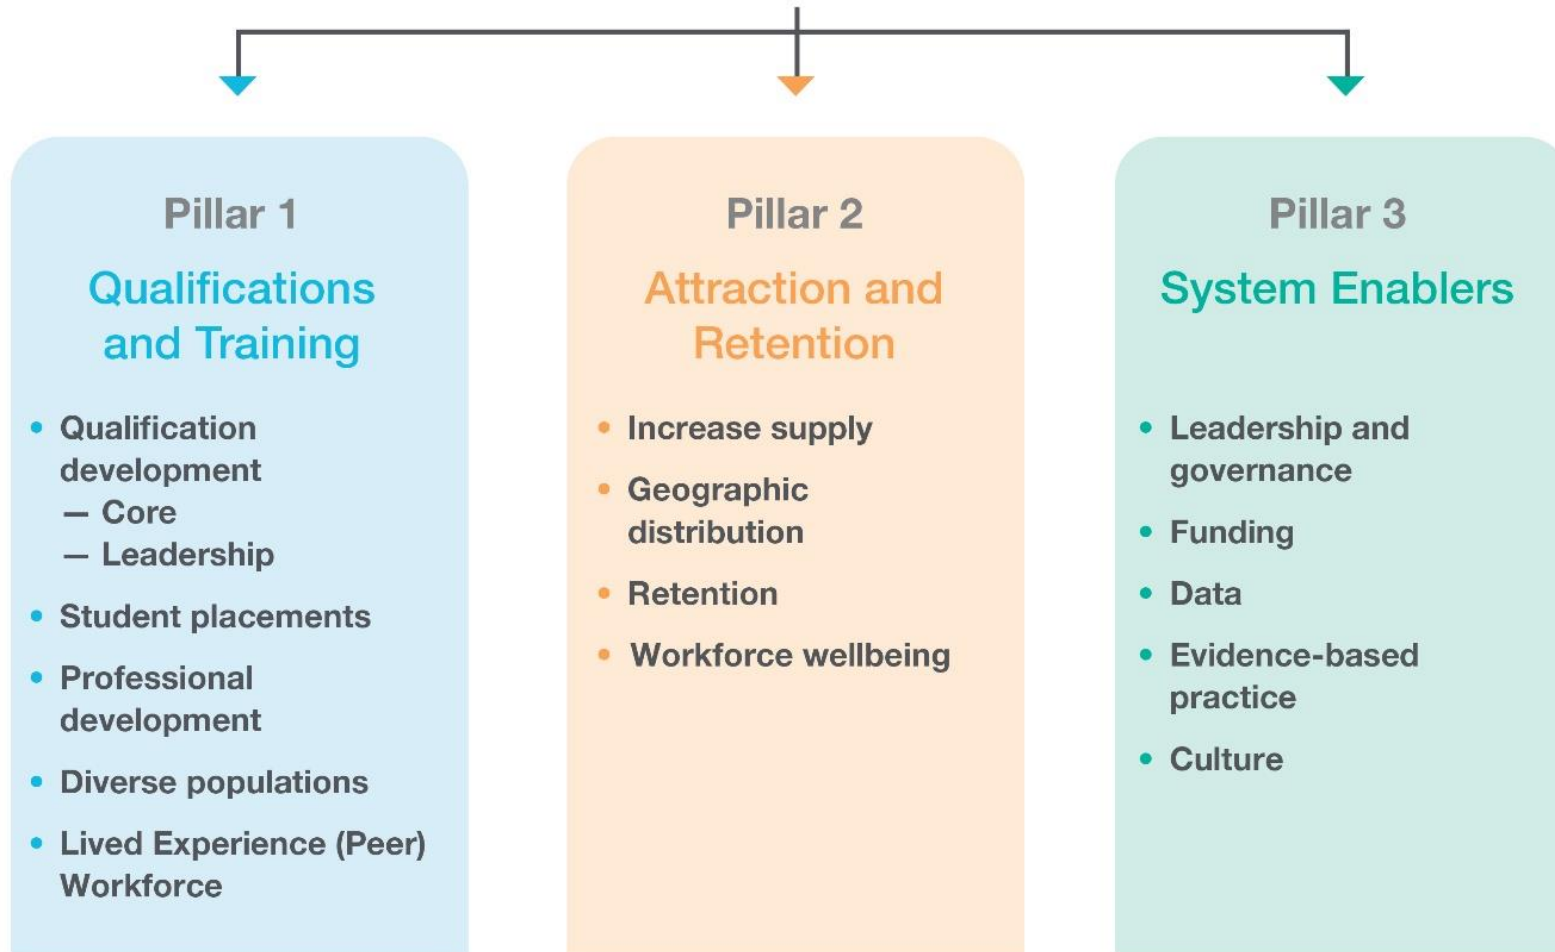 Pillar 1
Qualifications
and Training
• Qualification
development
— Core
— Leadership
• Student placements
• Professional
development
• Diverse populations
• Lived Experience (Peer)
Workforce
Pillar 2
Attraction and
Retention
• Increase supply
• Geographic
distribution
• Retention
• Workforce wellbeing
Pillar 3
System Enablers
• Leadership and
governance
• Funding
• Data
• Evidence-based
practice
• Culture